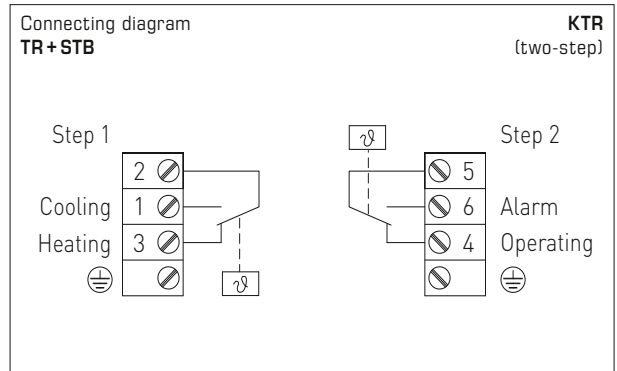 Connecting diagram
TR+STB
KTR
(two-step)
Step 1
2
Cooling 1
Heating 3
ϑ
ϑ
Step 2
5
6 Alarm
4 Operating